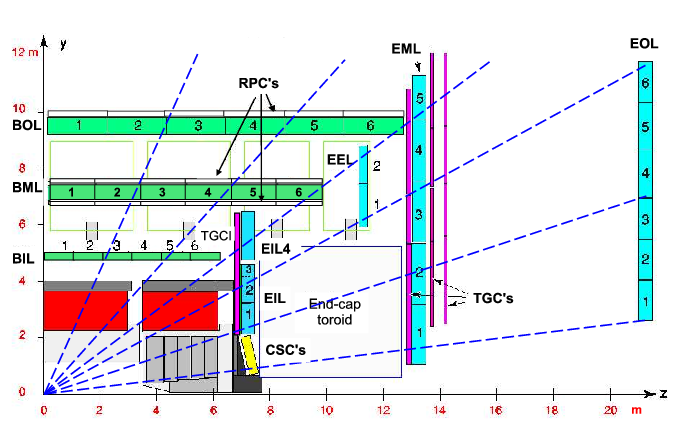 y
12 m
EML
EOL
RPC's
10
BOL
1 2 3 4 5 6
5
6
8
EEL
2
4
5
BML
1 2 3 4 5 6
1
3
4
6
TGCI
EIL4
3
BIL
1 2 3 4 5 6
3
2
2
4
EIL
2
1
End-cap
toroid
TGC's
1
2
CSC's
1
0
z
0 2 4 6 8 10 12 14 16 18 20 m